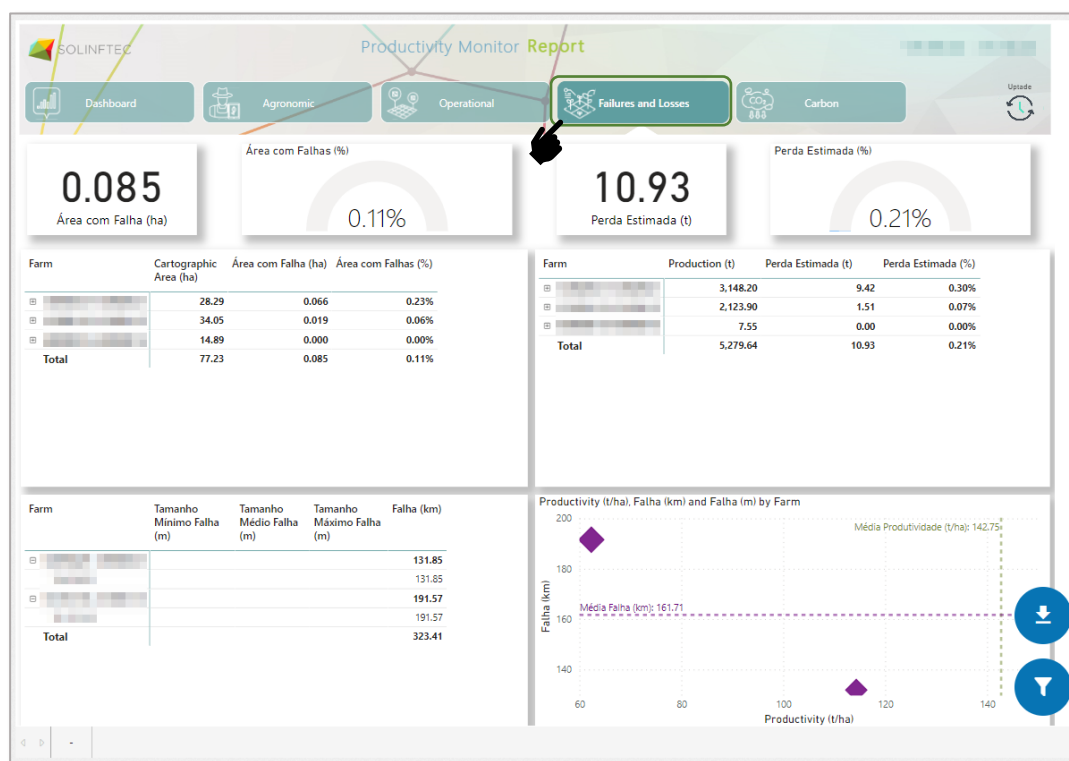 SOLINFTEC
Productivity Monitor Report
Dashboard
Agronomic
Operational
Failures and Losses
Carbon
Uptade
0.085
Área com Falha (ha)
Área com Falhas (%)
0.11%
10.93
Perda Estimada (t)
Perda Estimada (%)
0.21%
Farm Cartographic Area (ha) Área com Falha (ha) Área com Falhas (%)
28.29 0.066 0.23%
34.05 0.019 0.06%
14.89 0.000 0.00%
Total 77.23 0.085 0.11%
Farm Production (t) Perda Estimada (t) Perda Estimada (%)
3,148.20 9.42 0.30%
2,123.90 1.51 0.07%
7.55 0.00 0.00%
Total 5,279.64 10.93 0.21%
Farm Tamanho Mínimo Falha (m) Tamanho Médio Falha (m) Tamanho Máximo Falha (m) Falha (km)
131.85
131.85
191.57
191.57
Total 323.41
Productivity (t/ha), Falha (km) and Falha (m) by Farm
200
Média Produtividade (t/ha): 142.75
180
Média Falha (km): 161.71
160
140
Falha (km)
60 80 100 120 140
Productivity (t/ha)
-